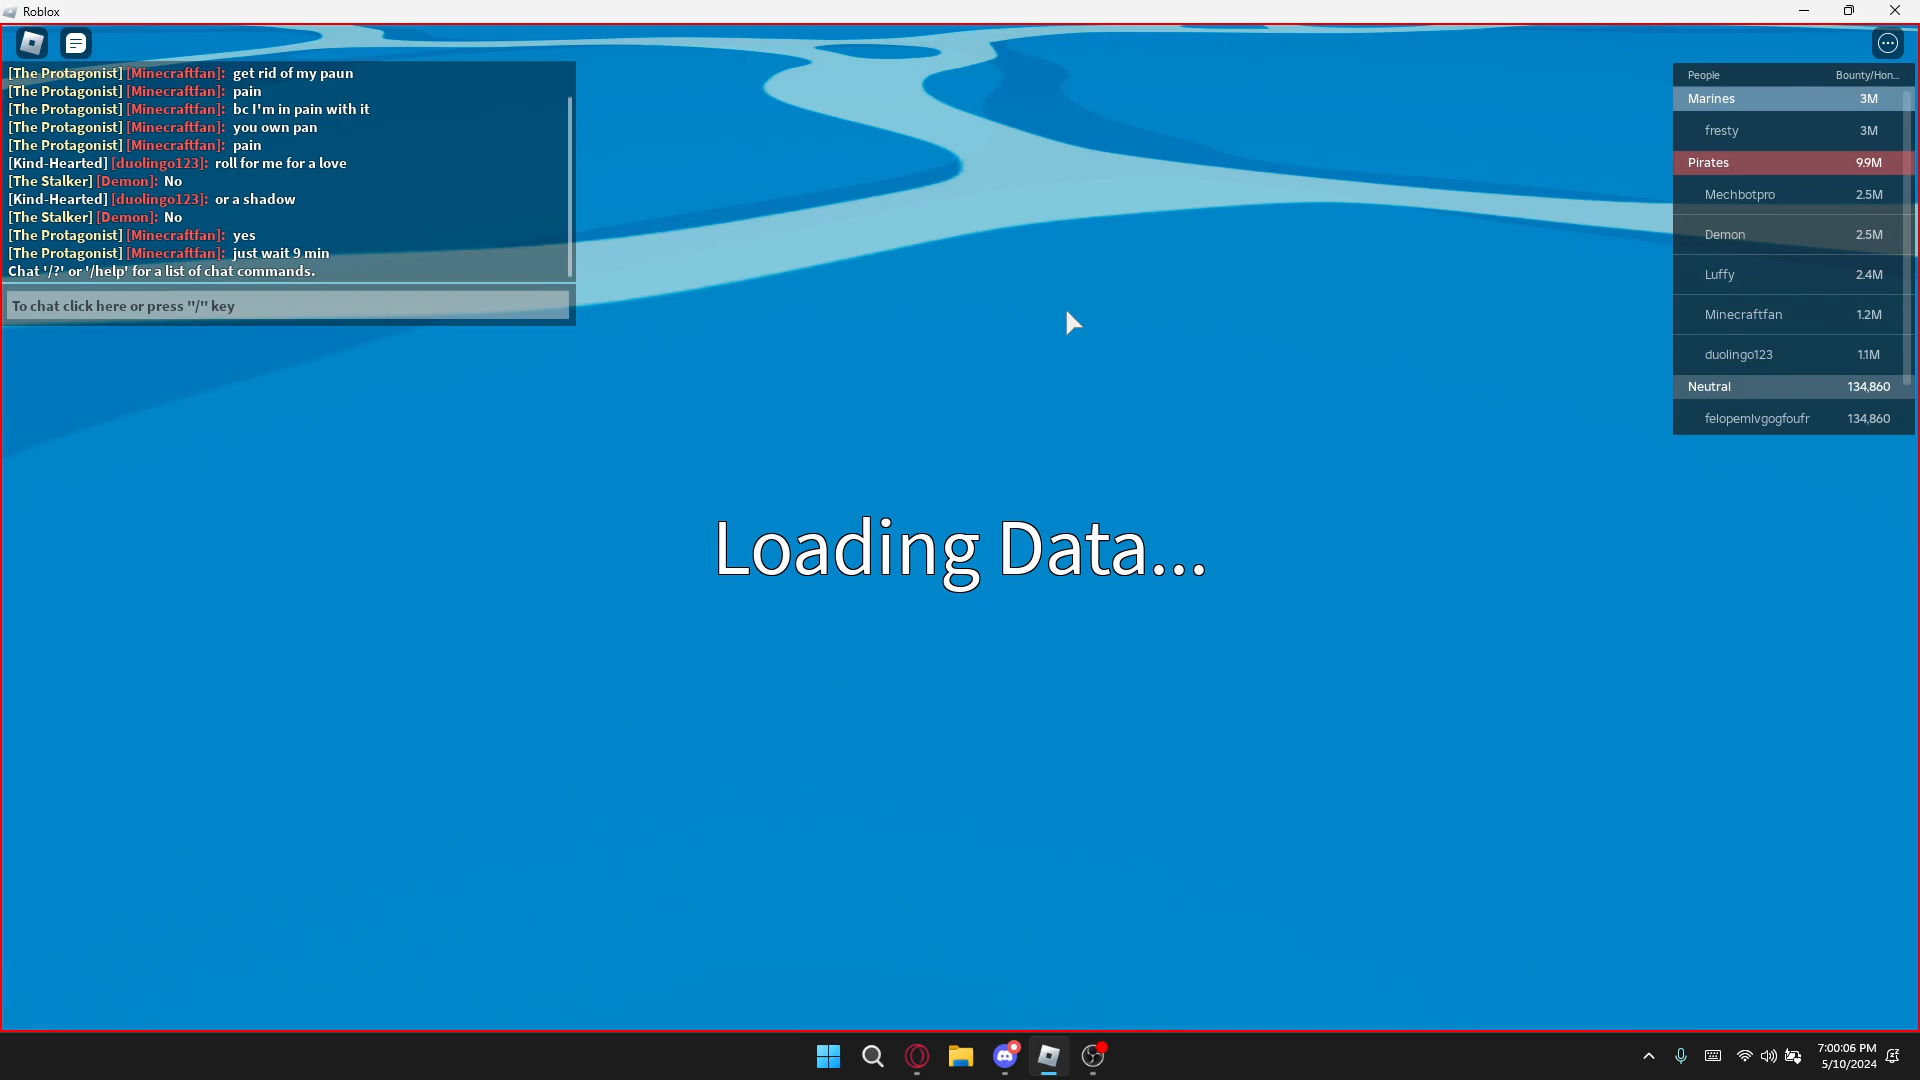 Roblox
[The Protagonist] [Minecraftfan]: get rid of my paun
[The Protagonist] [Minecraftfan]: pain
[The Protagonist] [Minecraftfan]: bc I'm in pain with it
[The Protagonist] [Minecraftfan]: you own pan
[The Protagonist] [Minecraftfan]: pain
[Kind-Hearted] [duolingo123]: roll for me for a love
[The Stalker] [Demon]: No
[Kind-Hearted] [duolingo123]: or a shadow
[The Stalker] [Demon]: No
[The Protagonist] [Minecraftfan]: yes
[The Protagonist] [Minecraftfan]: just wait 9 min
Chat '/?' or '/help' for a list of chat commands.
To chat click here or press "/" key
People Bounty/Hon...
Marines 3M
fresty 3M
Pirates 9.9M
Mechbotpro 2.5M
Demon 2.5M
Luffy 2.4M
Minecraftfan 1.2M
duolingo123 1.1M
Neutral 134,860
felopemlvgogfoufr 134,860
Loading Data...
7:00:06 PM
5/10/2024